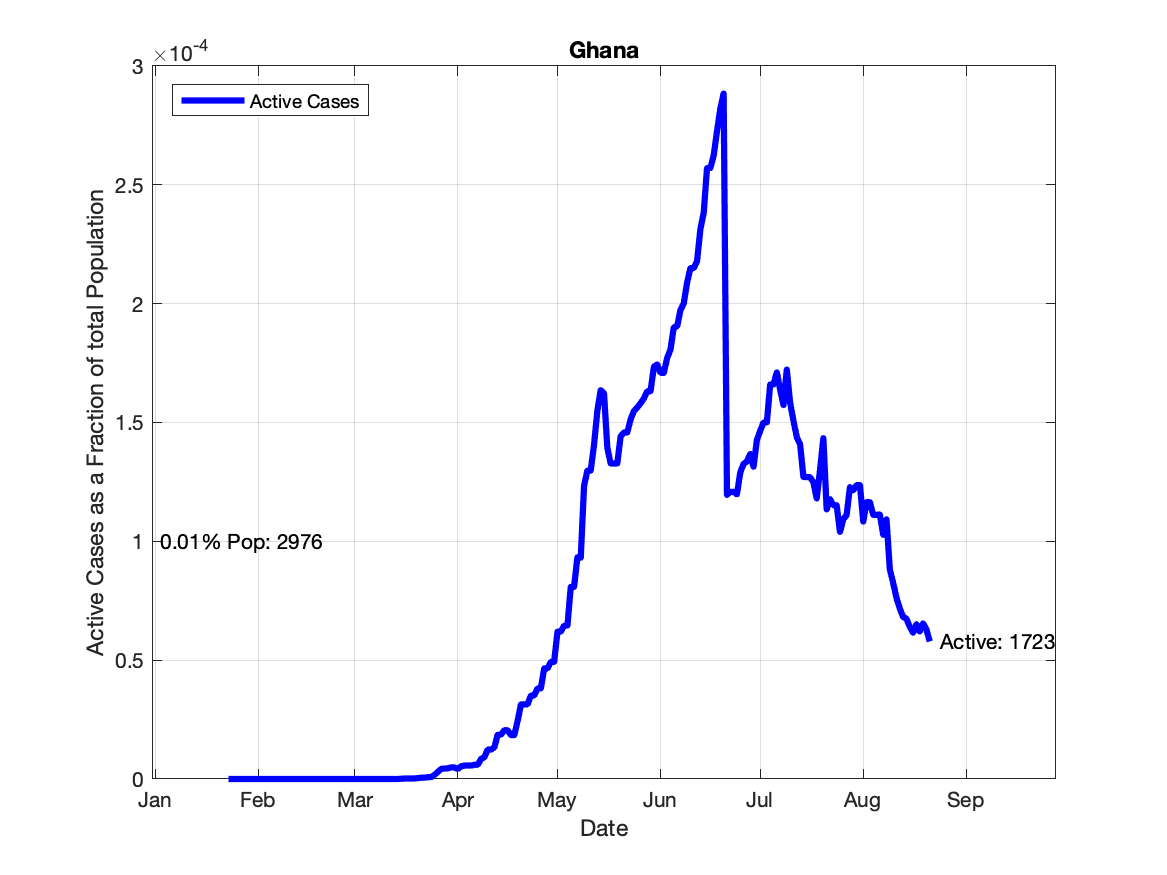 Ghana
×10-4
3
2.5
2
1.5
1
0.5
0
Active Cases
Active Cases as a Fraction of total Population
0.01% Pop: 2976
Active: 1723
Jan Feb Mar Apr May Jun Jul Aug Sep
Date